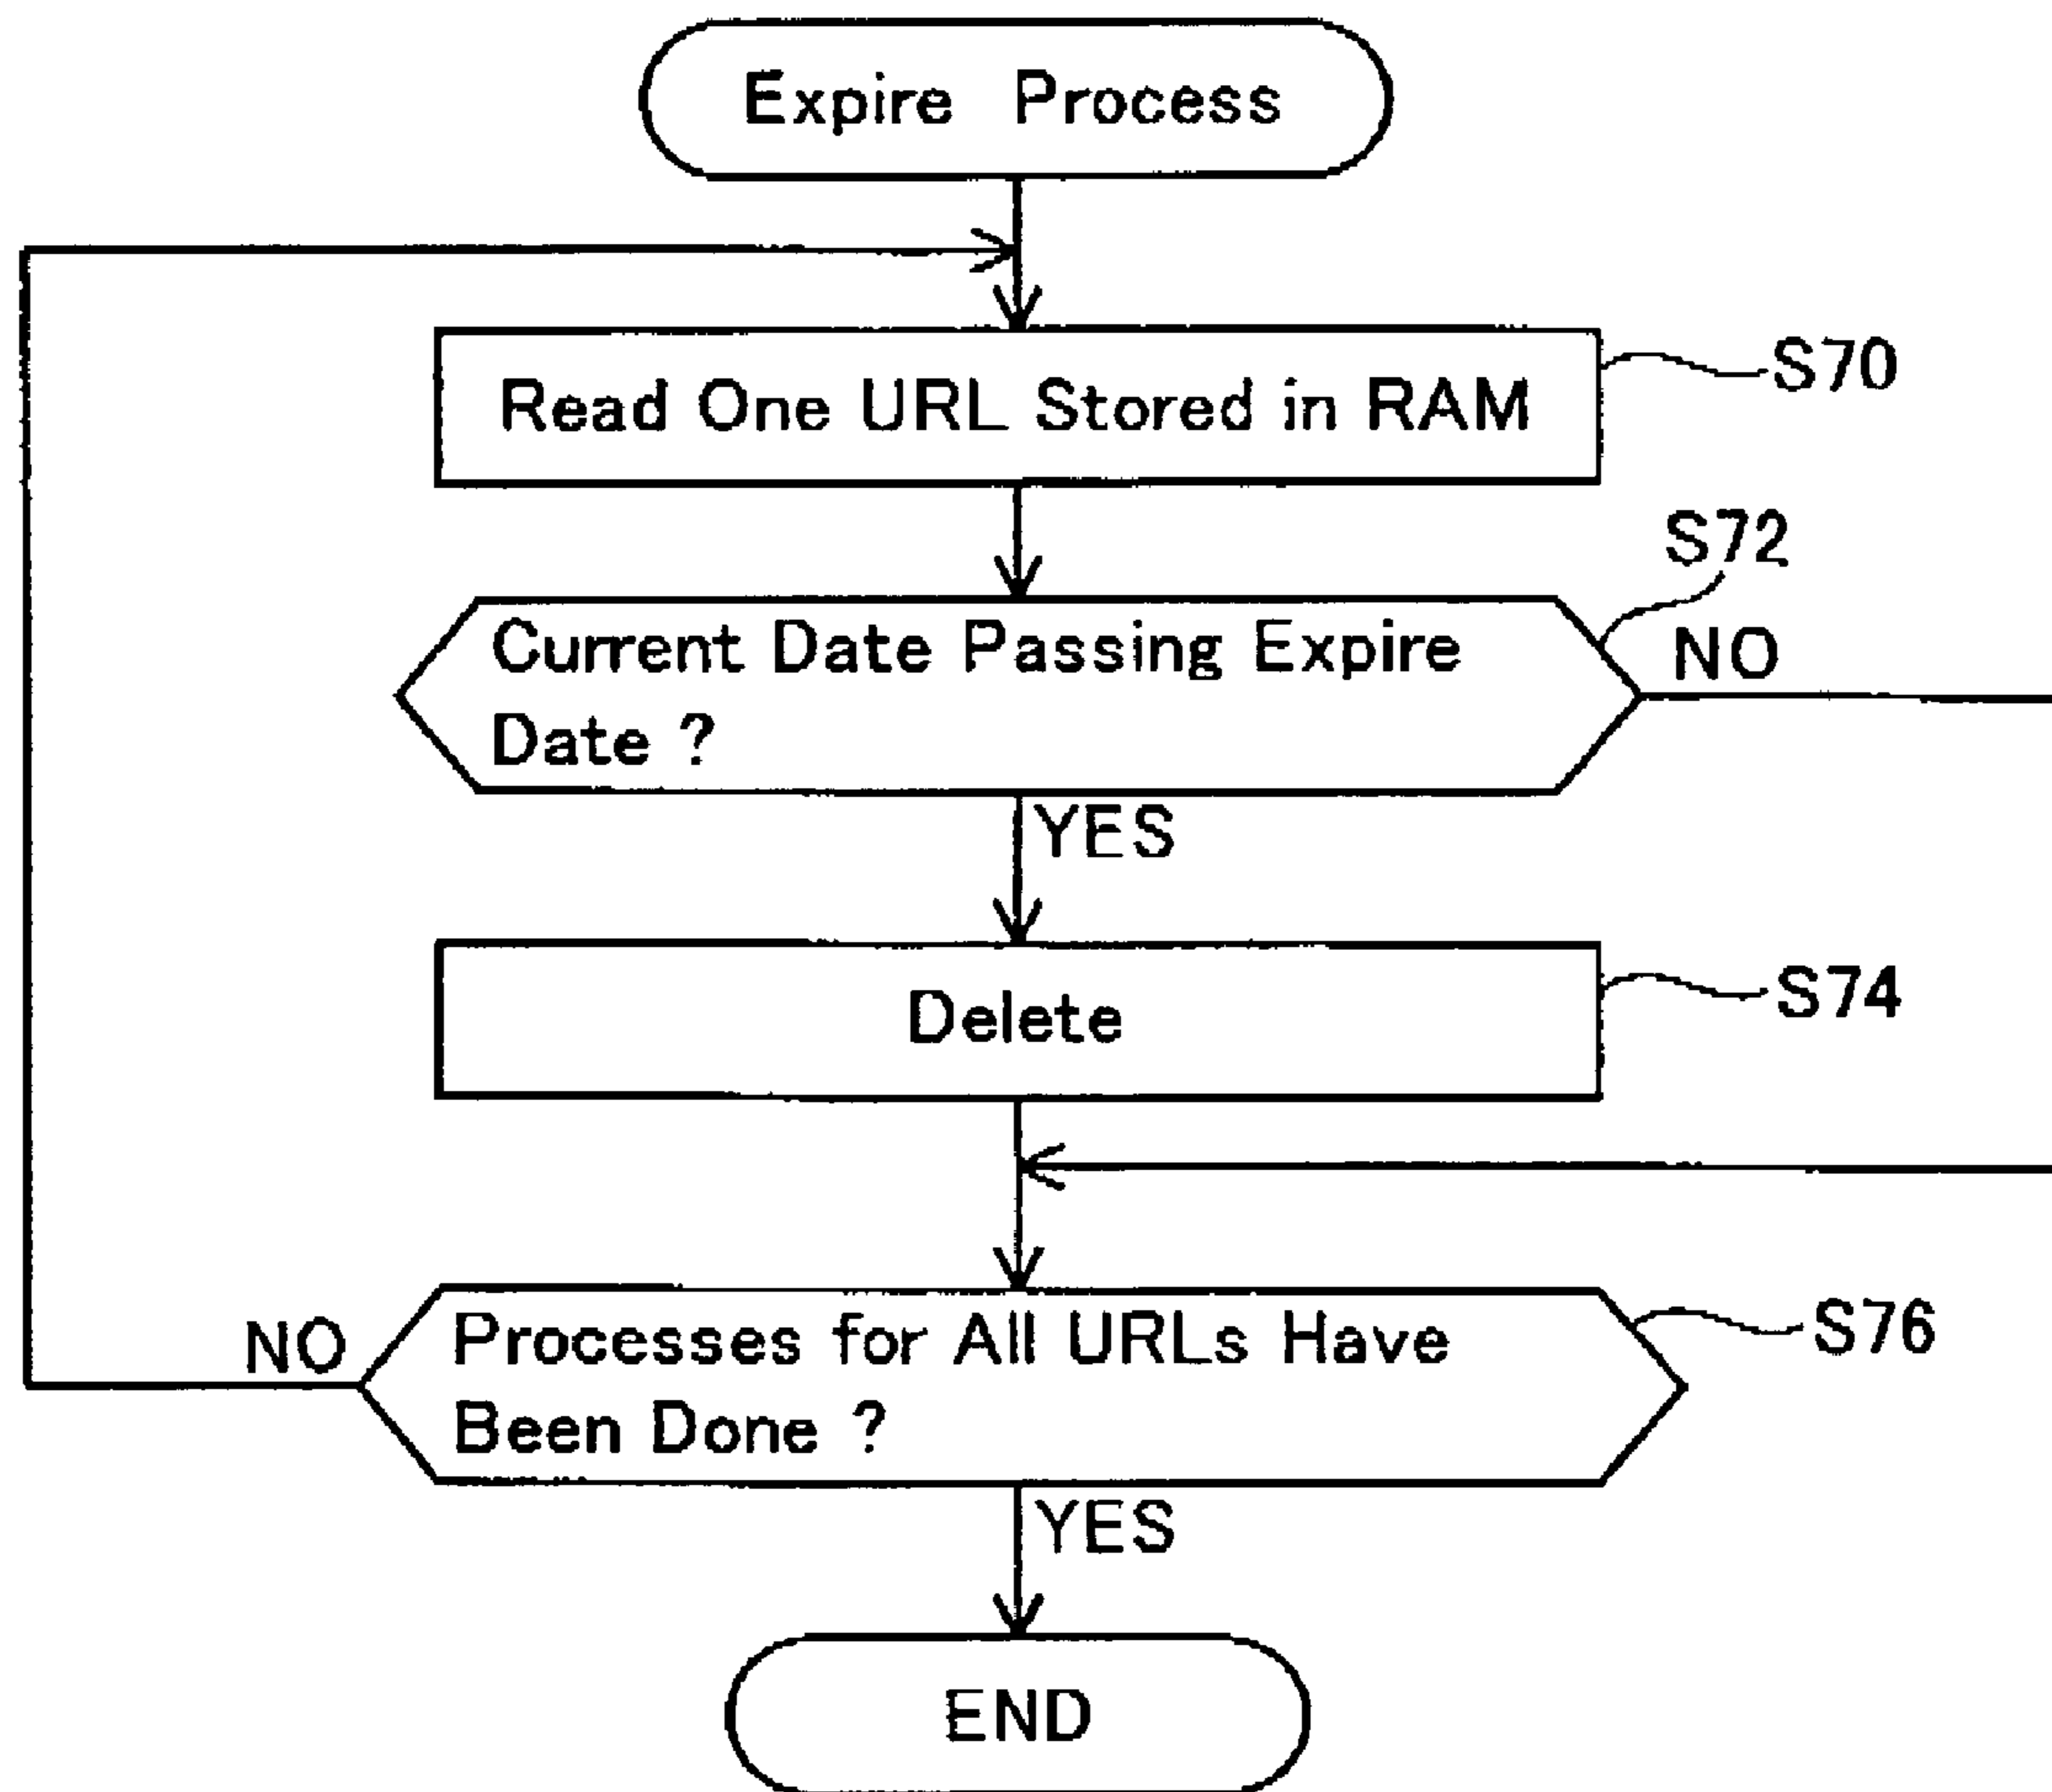 Expire Process
Read One URL Stored in RAM
S70
S72
Current Date Passing Expire
Date ?
NO
YES
Delete
S74
Processes for All URLs Have
Been Done ?
S76
NO
YES
END